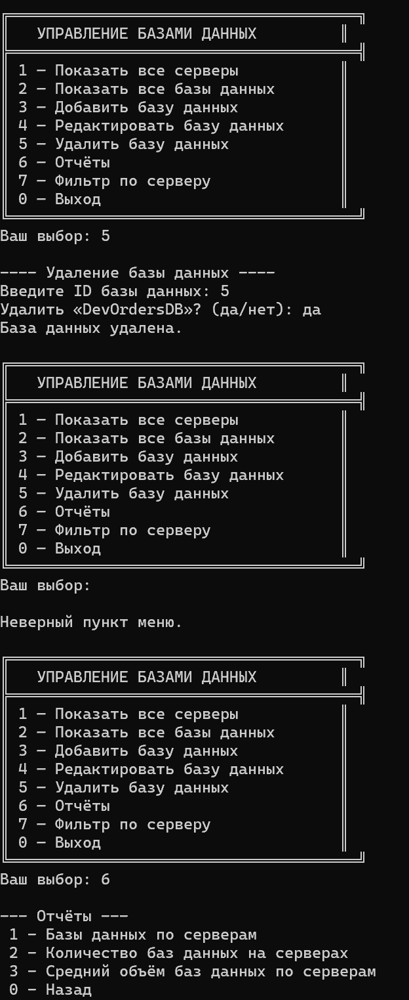 УПРАВЛЕНИЕ БАЗАМИ ДАННЫХ
1 — Показать все серверы
2 — Показать все базы данных
3 — Добавить базу данных
4 — Редактировать базу данных
5 — Удалить базу данных
6 — Отчёты
7 — Фильтр по серверу
0 — Выход
Ваш выбор: 5
---- Удаление базы данных ----
Введите ID базы данных: 5
Удалить «DevOrdersDB»? (да/нет): да
База данных удалена.
УПРАВЛЕНИЕ БАЗАМИ ДАННЫХ
1 — Показать все серверы
2 — Показать все базы данных
3 — Добавить базу данных
4 — Редактировать базу данных
5 — Удалить базу данных
6 — Отчёты
7 — Фильтр по серверу
0 — Выход
Ваш выбор:
Неверный пункт меню.
УПРАВЛЕНИЕ БАЗАМИ ДАННЫХ
1 — Показать все серверы
2 — Показать все базы данных
3 — Добавить базу данных
4 — Редактировать базу данных
5 — Удалить базу данных
6 — Отчёты
7 — Фильтр по серверу
0 — Выход
Ваш выбор: 6
--- Отчёты ---
1 — Базы данных по серверам
2 — Количество баз данных на серверах
3 — Средний объём баз данных по серверам
0 — Назад